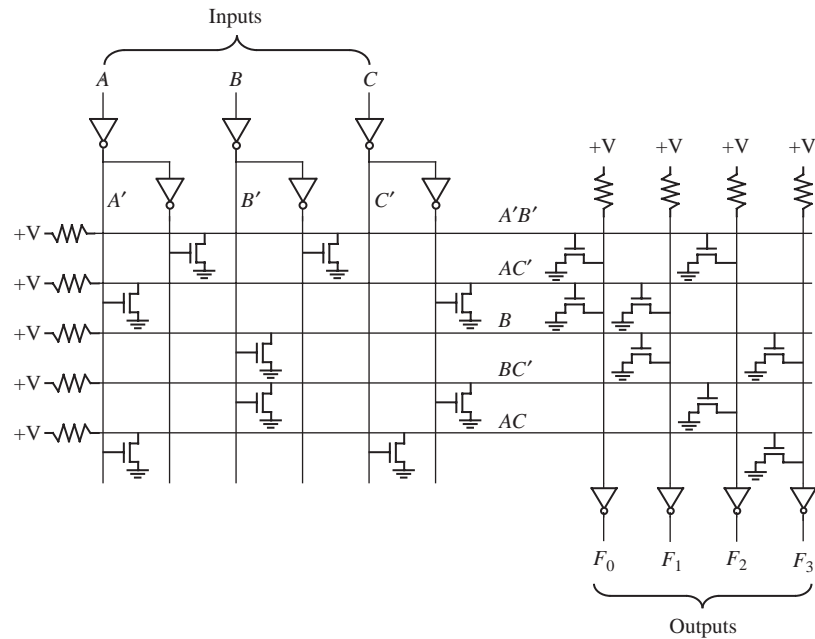 Inputs
A B C
+V +V +V +V
A′ B′ C′ A′B′
+V
AC′
+V
B
+V
BC′
+V
AC
+V
F0 F1 F2 F3
Outputs